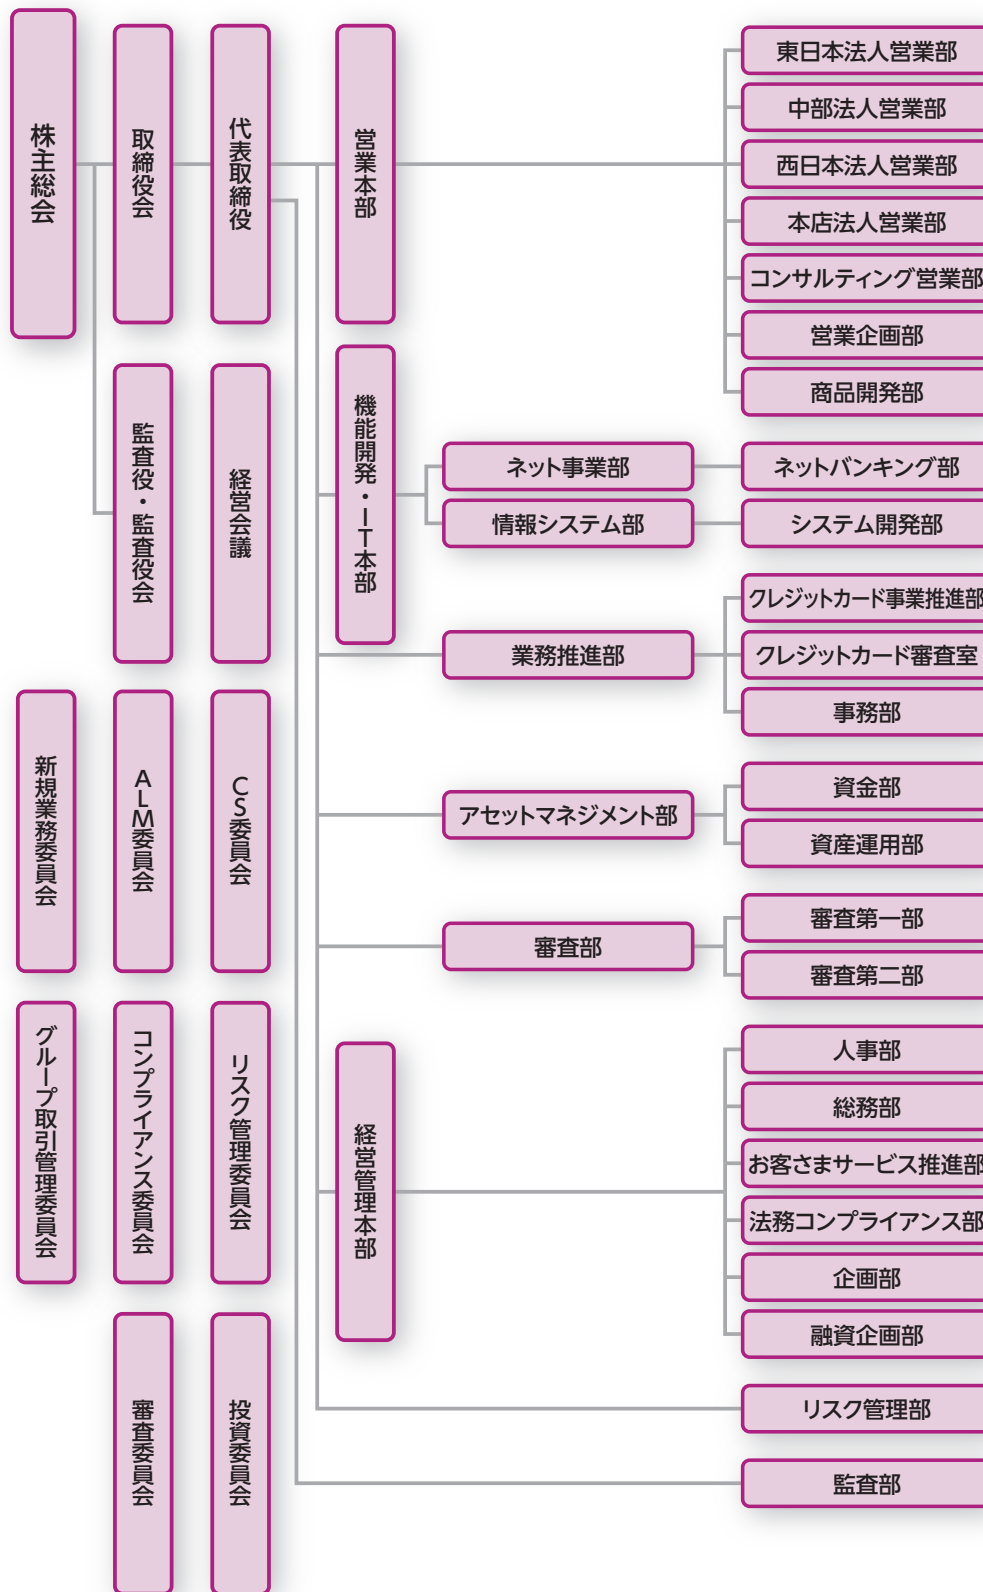 株主総会
取締役会
代表取締役
営業本部
東日本法人営業部
中部法人営業部
西日本法人営業部
本店法人営業部
コンサルティング営業部
営業企画部
商品開発部
監査役・監査役会
経営会議
機能開発・IT本部
ネット事業部
ネットバンキング部
情報システム部
システム開発部
業務推進部
クレジットカード事業推進部
クレジットカード審査室
事務部
新規業務委員会
ALM委員会
CS委員会
アセットマネジメント部
資金部
資産運用部
審査部
審査第一部
審査第二部
グループ取引管理委員会
コンプライアンス委員会
リスク管理委員会
経営管理本部
人事部
総務部
お客さまサービス推進部
法務コンプライアンス部
企画部
融資企画部
審査委員会
投資委員会
リスク管理部
監査部